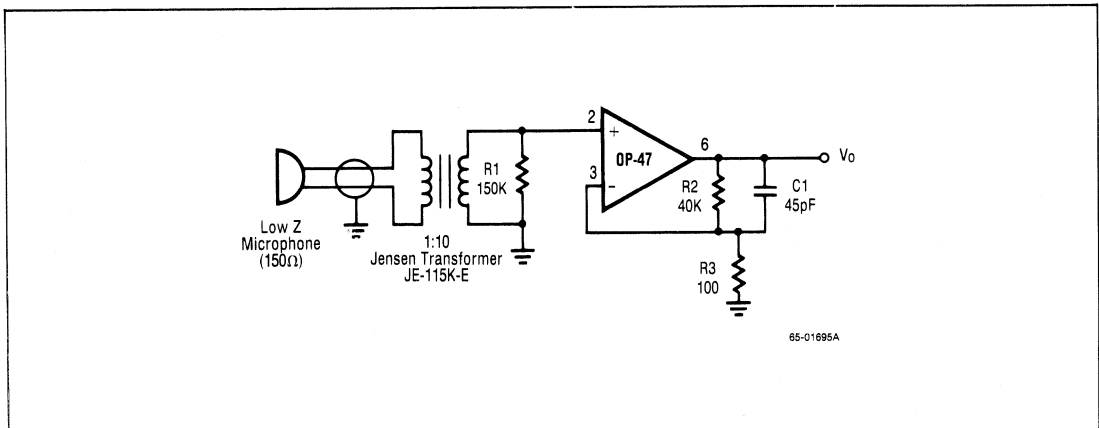 Low Z
Microphone
(150Ω)
1:10
Jensen Transformer
JE-115K-E
R1
150K
2
+
OP-47
3
-
6
R2
40K
C1
45pF
Vo
R3
100
65-01695A